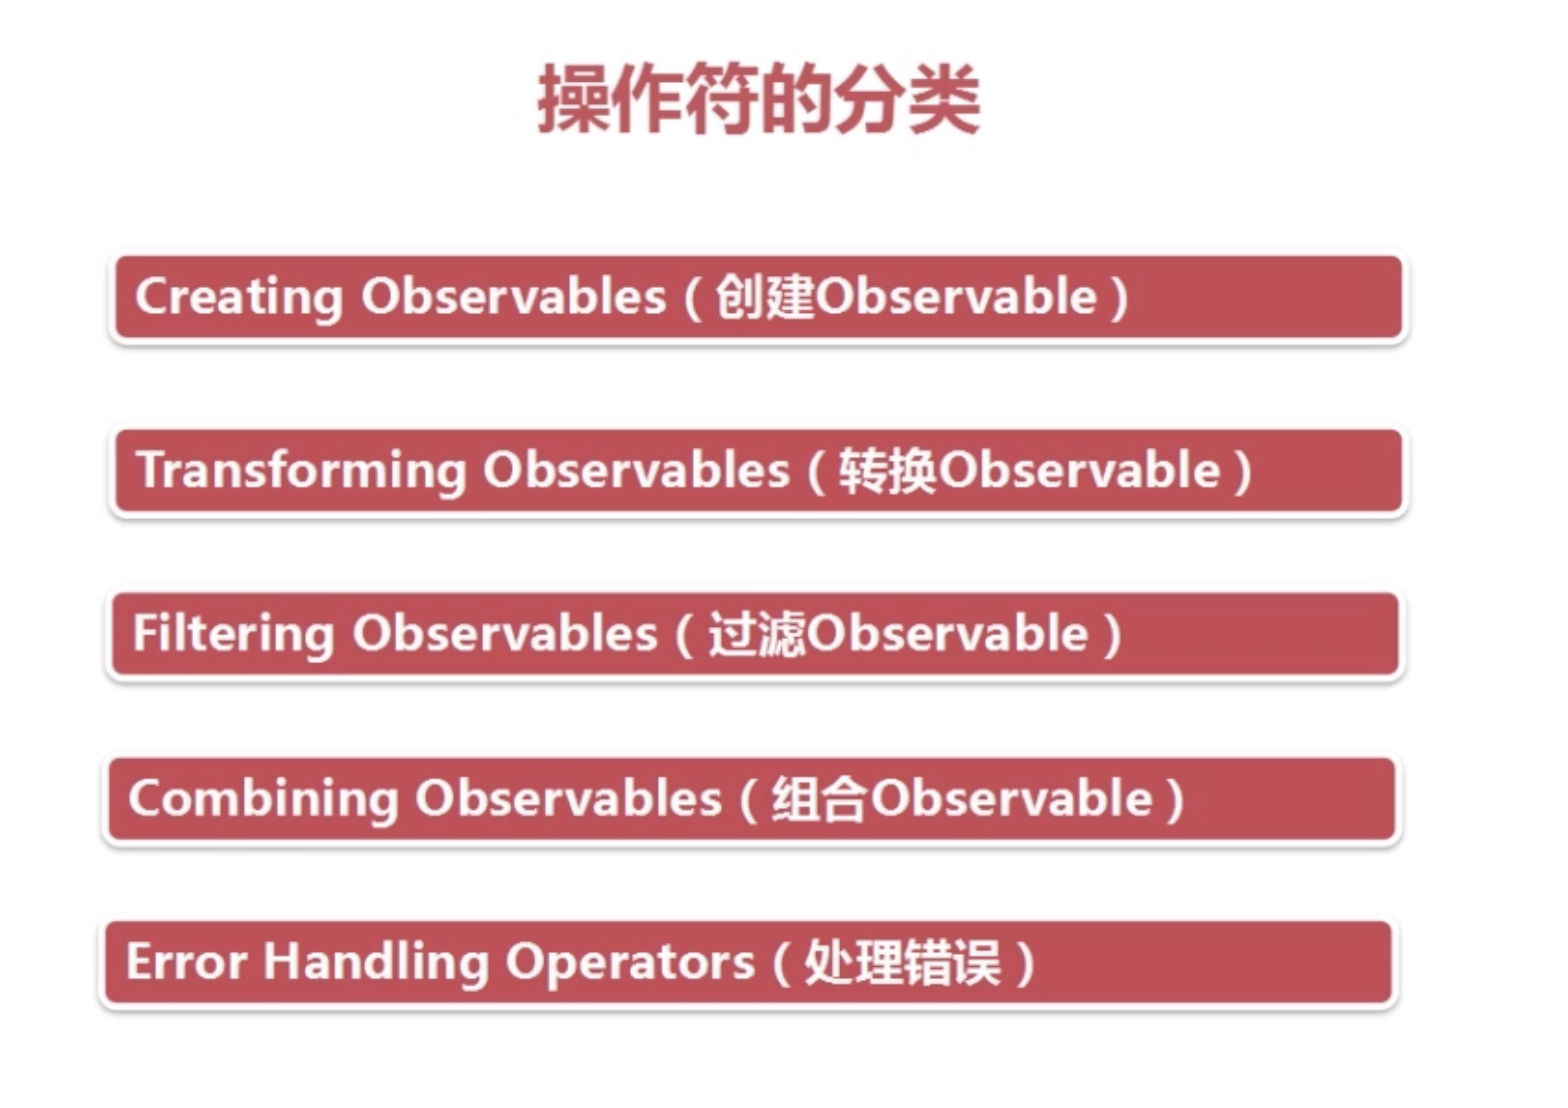 操作符的分类
Creating Observables（创建Observable）
Transforming Observables（转换Observable）
Filtering Observables（过滤Observable）
Combining Observables（组合Observable）
Error Handling Operators（处理错误）